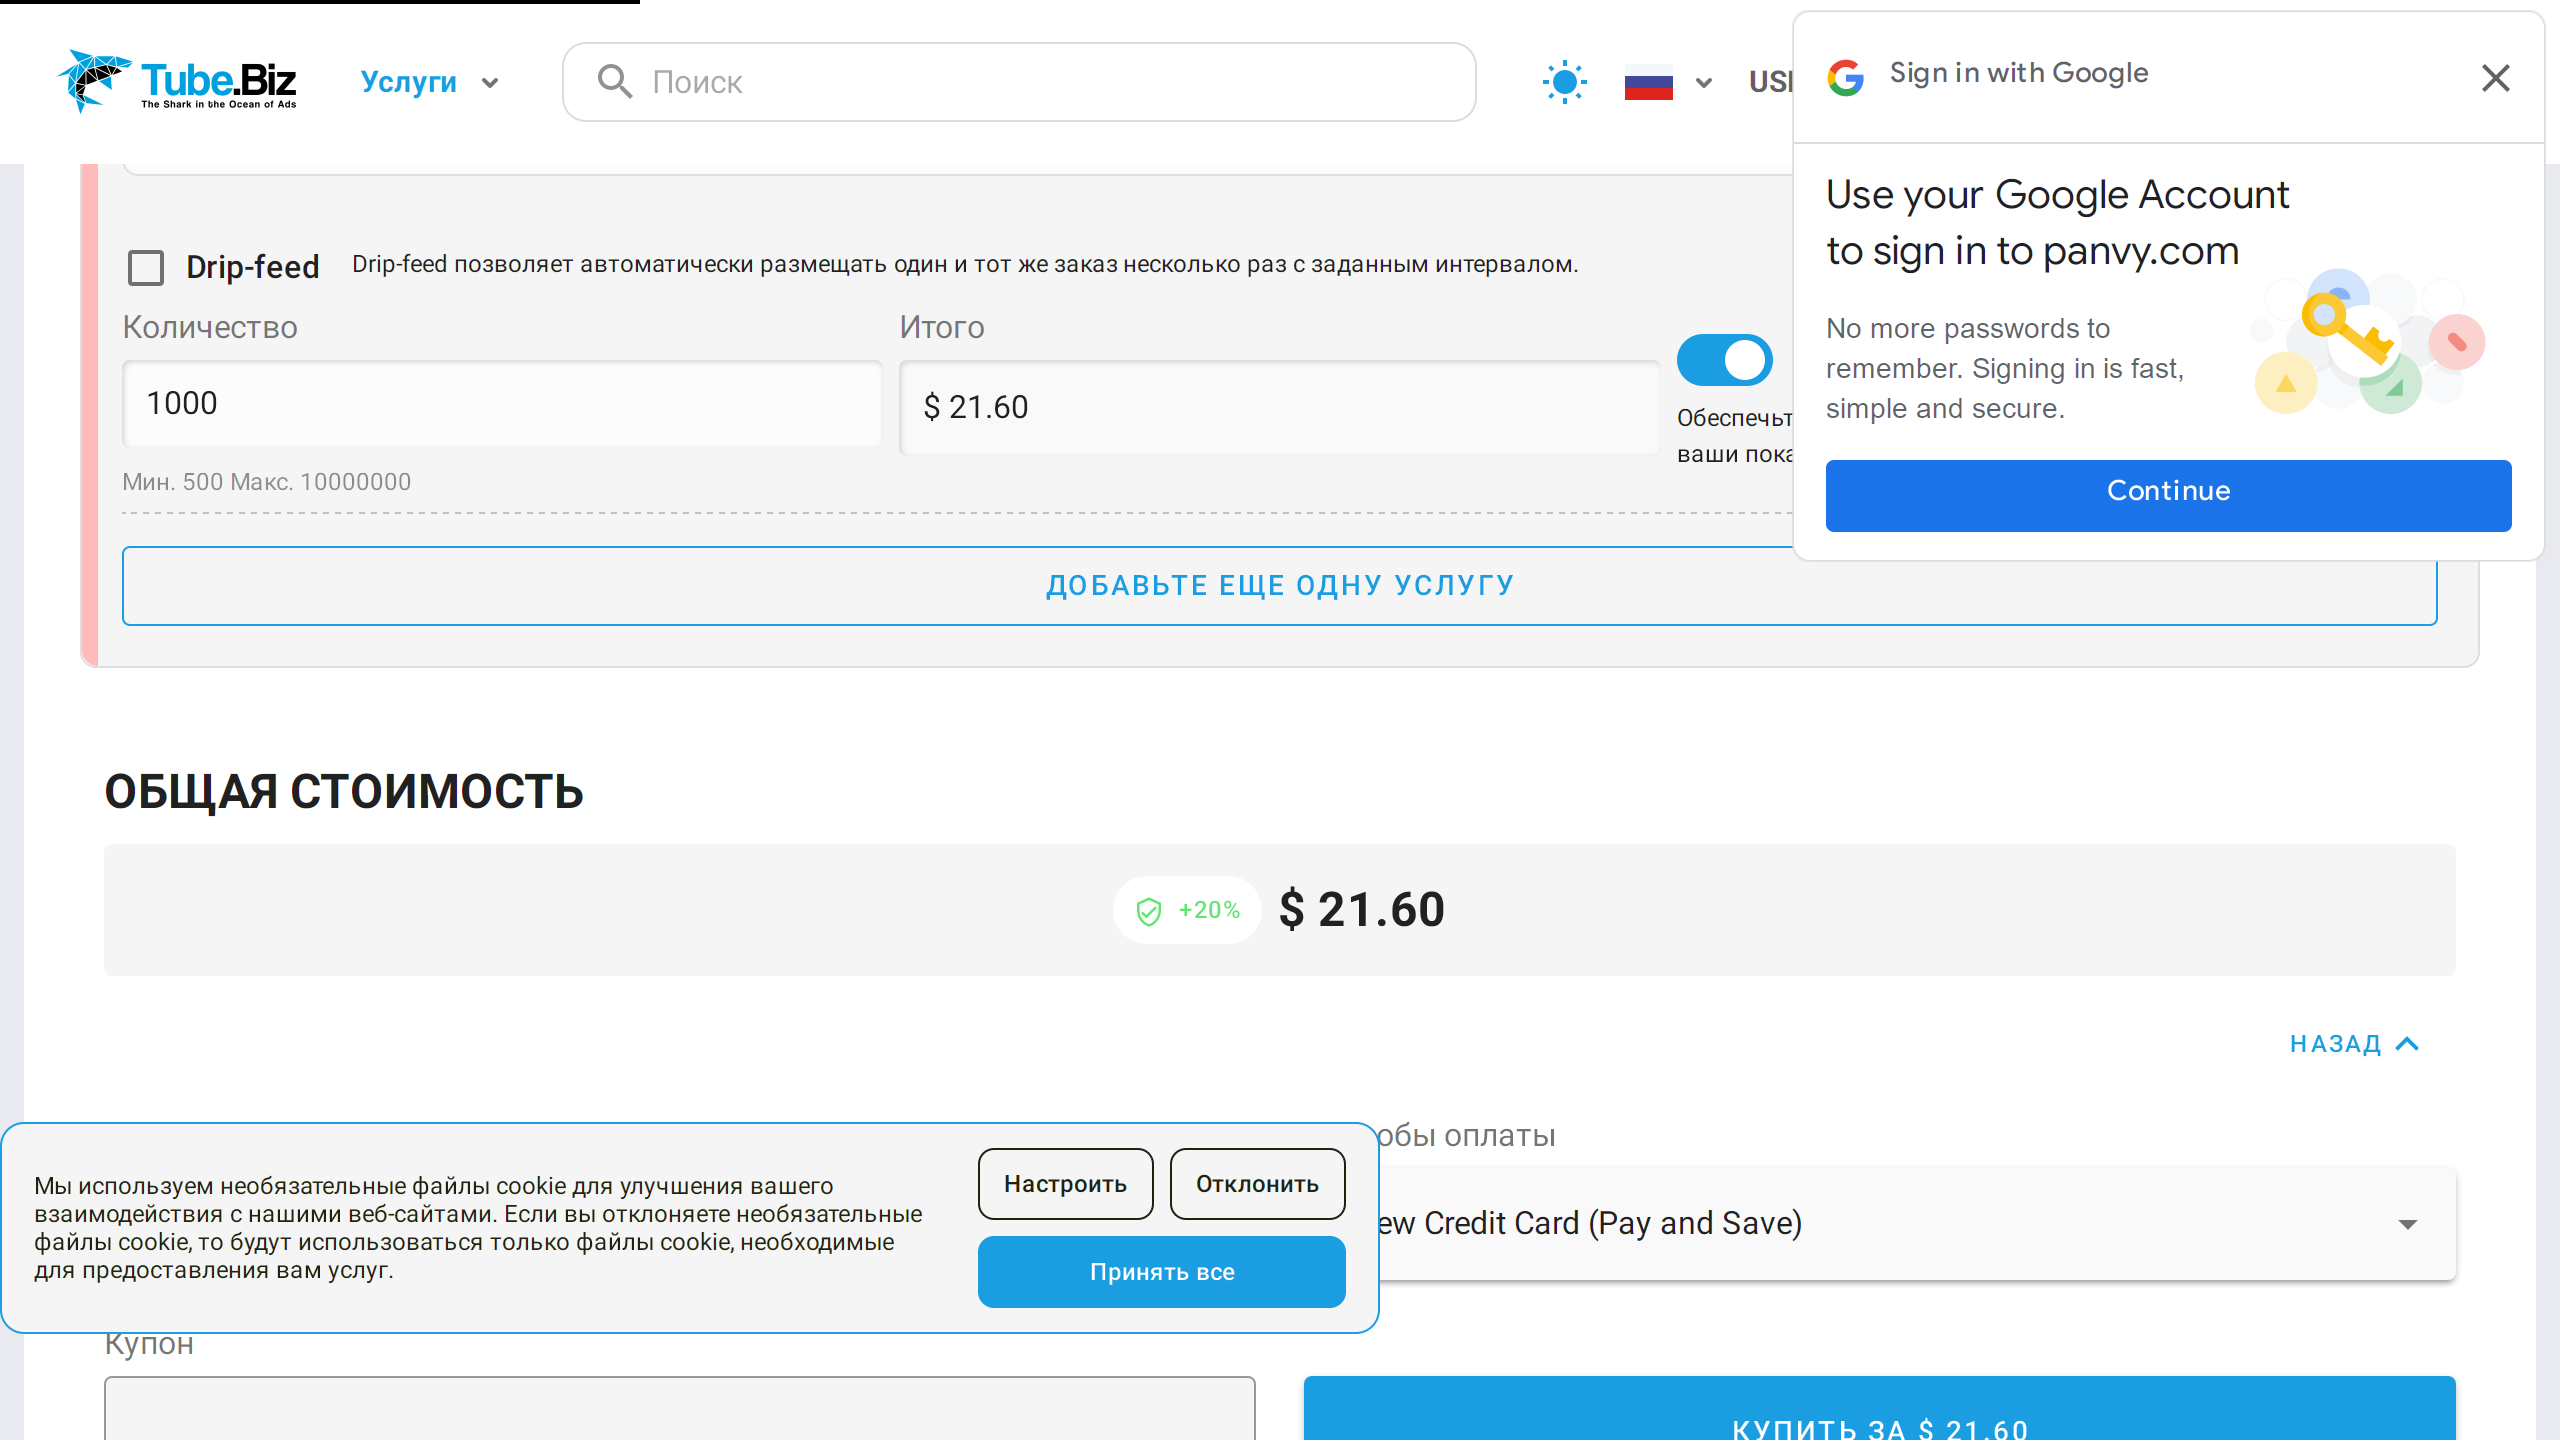 Tube.Biz
The Shark in the Ocean of Ads
Услуги
Поиск
Sign in with Google
Use your Google Account
to sign in to panvy.com
No more passwords to
remember. Signing in is fast,
simple and secure.
Continue
Drip-feed
Drip-feed позволяет автоматически размещать один и тот же заказ несколько раз с заданным интервалом.
Количество
Итого
1000
$ 21.60
ваши
Мин. 500 Макс. 10000000
ДОБАВЬТЕ ЕЩЕ ОДНУ УСЛУГУ
ОБЩАЯ СТОИМОСТЬ
+20%
$ 21.60
НАЗАД
оплаты
Мы используем необязательные файлы cookie для улучшения вашего
взаимодействия с нашими веб-сайтами. Если вы отклоняете необязательные
файлы cookie, то будут использоваться только файлы cookie, необходимые
для предоставления вам услуг.
Настроить
Отклонить
Принять все
Credit Card (Pay and Save)
Купон
КУПИТЬ ЗА $ 21.60